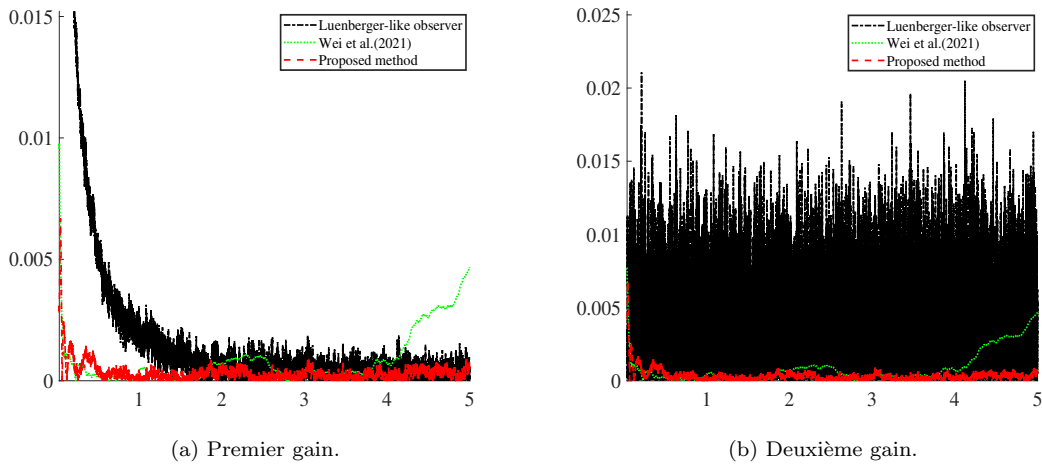 0.015
0.01
0.005
0
1
2
3
4
5
Luenberger-like observer
Wei et al.(2021)
Proposed method
(a) Premier gain.
0.025
0.02
0.015
0.01
0.005
0
1
2
3
4
5
Luenberger-like observer
Wei et al.(2021)
Proposed method
(b) Deuxième gain.